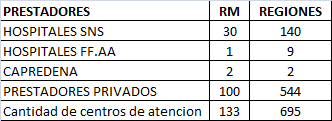 PRESTADORES RM REGIONES
HOSPITALES SNS 30 140
HOSPITALES FF.AA 1 9
CAPREDENA 2 2
PRESTADORES PRIVADOS 100 544
Cantidad de centros de atencion 133 695